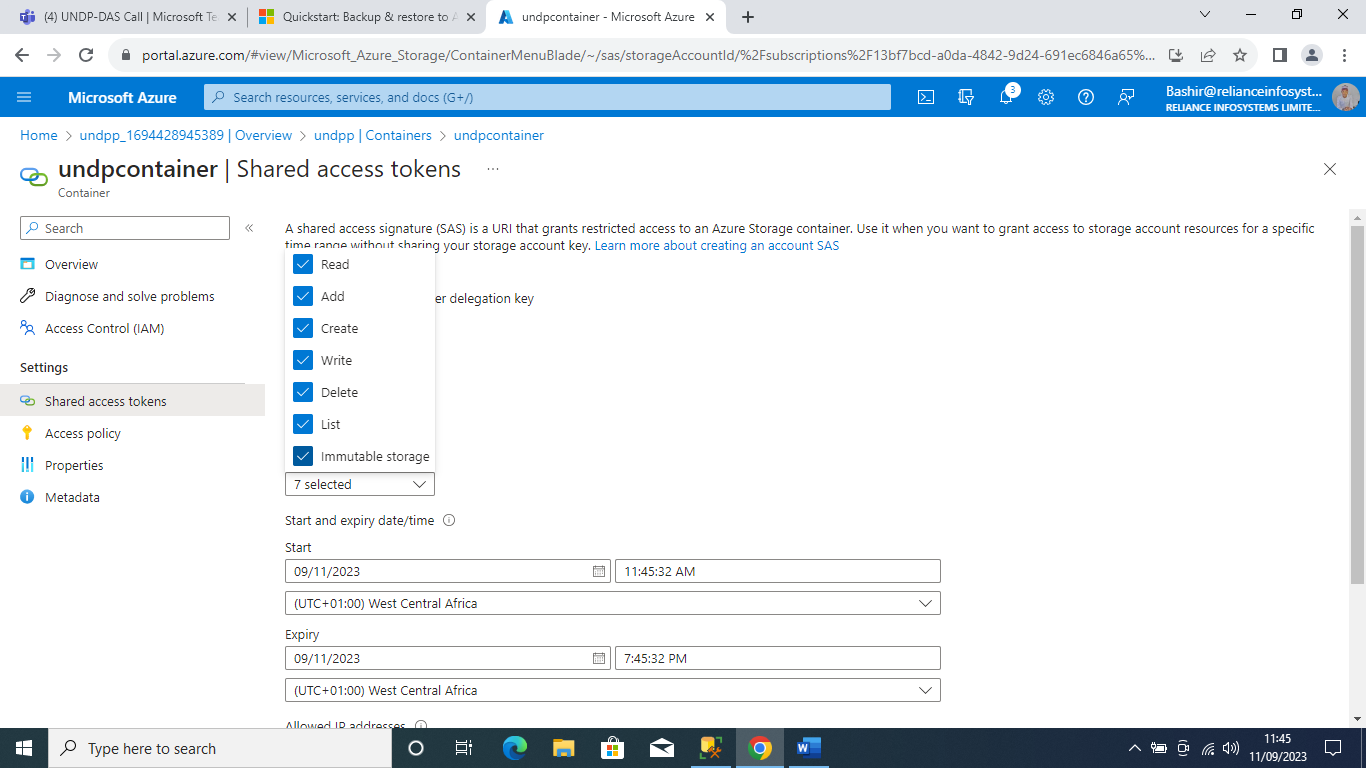 (4) UNDP-DAS Call | Microsoft Te
Quickstart: Backup & restore to A
undpcontainer - Microsoft Azure
portal.azure.com/#view/Microsoft_Azure_Storage/ContainerMenuBlade/~/sas/storageAccountId/%2Fsubscriptions%2F13bf7bcd-a0da-4842-9d24-691ec6846a65%...
Microsoft Azure
Search resources, services, and docs (G+/)
3
Bashir@relianceinfosyst...
RELIANCE INFOSYSTEMS LIMITE...
Home > undpp_1694428945389 | Overview > undpp | Containers > undpcontainer
undpcontainer | Shared access tokens ...
Container
Search
«
Overview
Diagnose and solve problems
Access Control (IAM)
Settings
Shared access tokens
Access policy
Properties
Metadata
A shared access signature (SAS) is a URI that grants restricted access to an Azure Storage container. Use it when you want to grant access to storage account resources for a specific
time range without sharing your storage account key. Learn more about creating an account SAS
er delegation key
Read
Add
Create
Write
Delete
List
Immutable storage
7 selected
Start and expiry date/time
Start
09/11/2023
11:45:32 AM
(UTC+01:00) West Central Africa
Expiry
09/11/2023
7:45:32 PM
(UTC+01:00) West Central Africa
Allowed IP addresses
Type here to search
11:45
11/09/2023